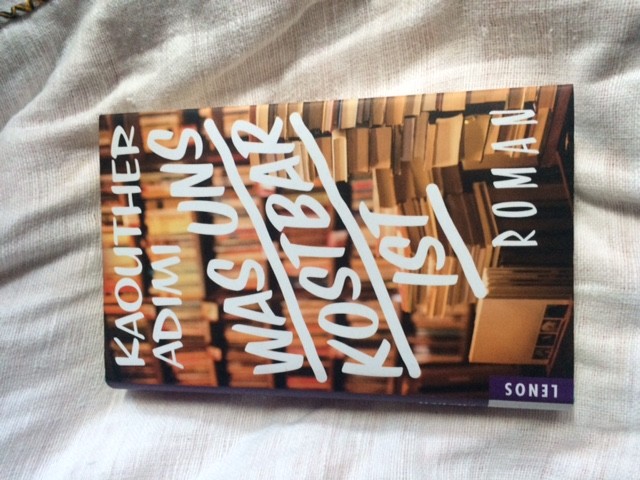 KAOUTHER
ADIMI
WAS UNS
KOSTBAR
IST
ROMAN
LENOS